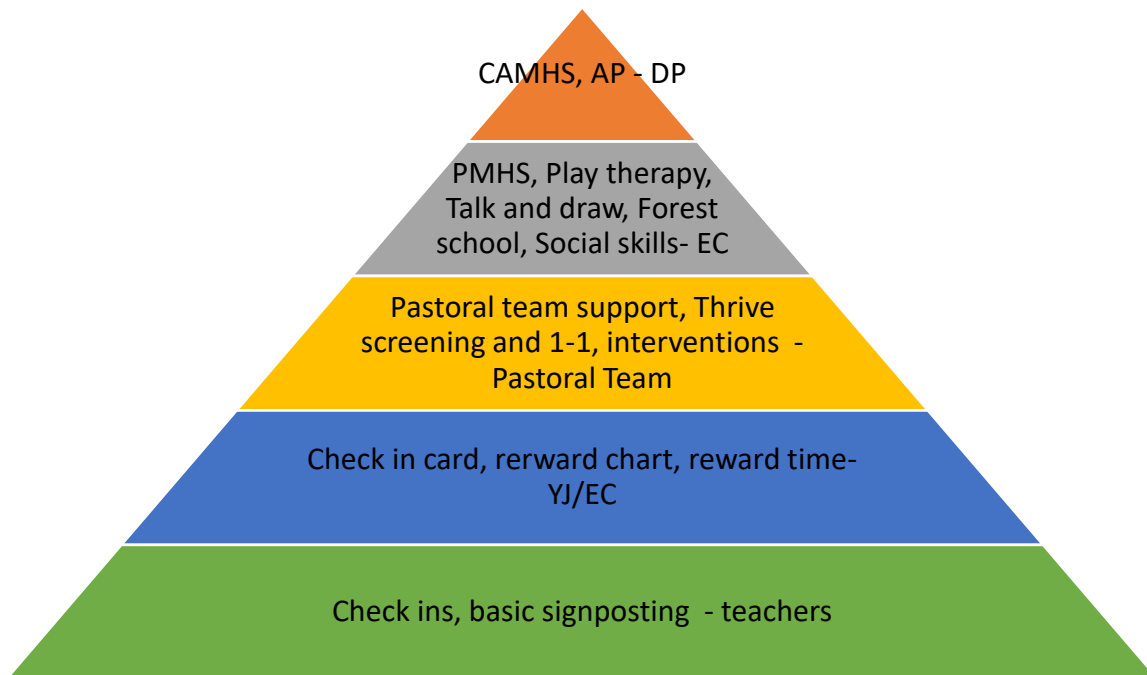 CAMHS, AP - DP
PMHS, Play therapy,
Talk and draw, Forest
school, Social skills- EC
Pastoral team support, Thrive
screening and 1-1, interventions  -
Pastoral Team
Check in card, rerward chart, reward time-
YJ/EC
Check ins, basic signposting  - teachers